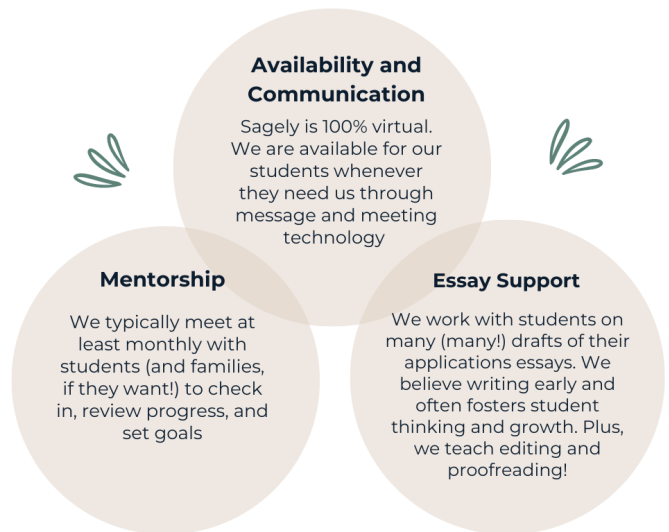 Availability and
Communication
Sagely is 100% virtual.
We are available for our
students whenever
they need us through
message and meeting
technology
Mentorship
We typically meet at
least monthly with
students (and families,
if they want!) to check
in, review progress, and
set goals
Essay Support
We work with students on
many (many!) drafts of their
applications essays. We
believe writing early and
often fosters student
thinking and growth. Plus,
we teach editing and
proofreading!